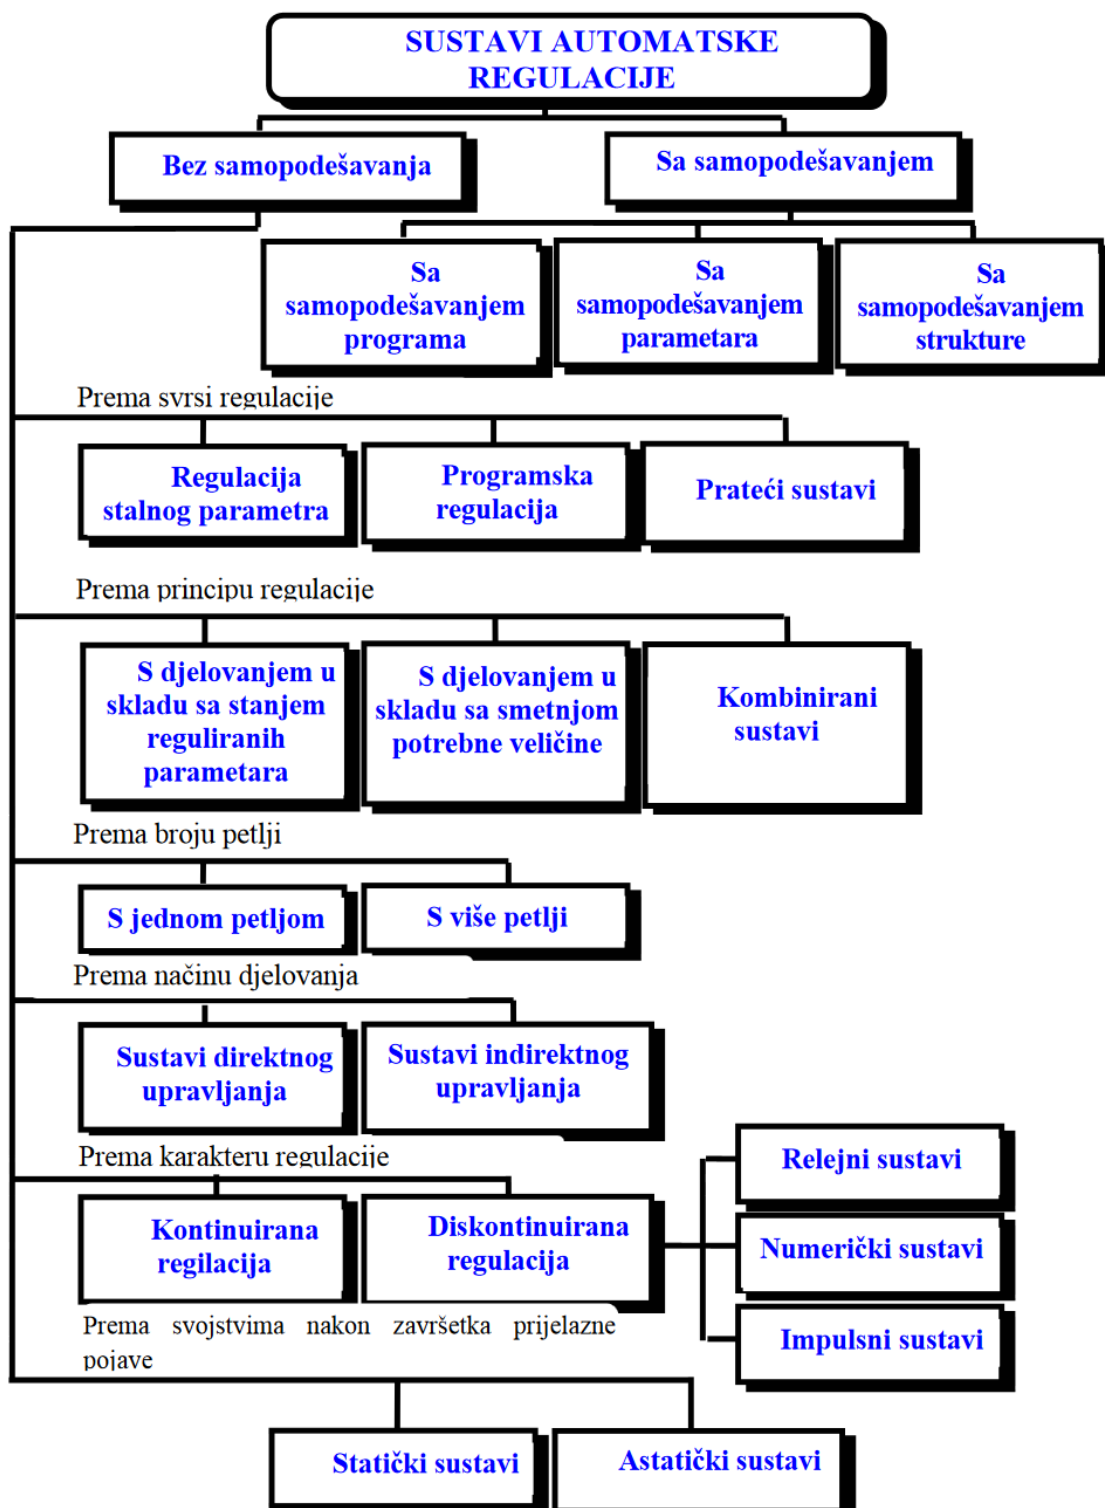 SUSTAVI AUTOMATSKE
REGULACIJE
Bez samopodešavanja
Sa samopodešavanjem
Sa
samopodešavanjem
programa
Sa
samopodešavanjem
parametara
Sa
samopodešavanjem
strukture
Prema svrsi regulacije
Regulacija
stalnog parametra
Programska
regulacija
Prateći sustavi
Prema principu regulacije
S djelovanjem u
skladu sa stanjem
reguliranih
parametara
S djelovanjem u
skladu sa smetnjom
potrebne veličine
Kombinirani
sustavi
Prema broju petlji
S jednom petljom
S više petlji
Prema načinu djelovanja
Sustavi direktnog
upravljanja
Sustavi indirektnog
upravljanja
Prema karakteru regulacije
Kontinuirana
regilacija
Diskontinuirana
regulacija
Relejni sustavi
Numerički sustavi
Impulsni sustavi
Prema svojstvima nakon završetka prijelazne
pojave
Statički sustavi
Astatički sustavi